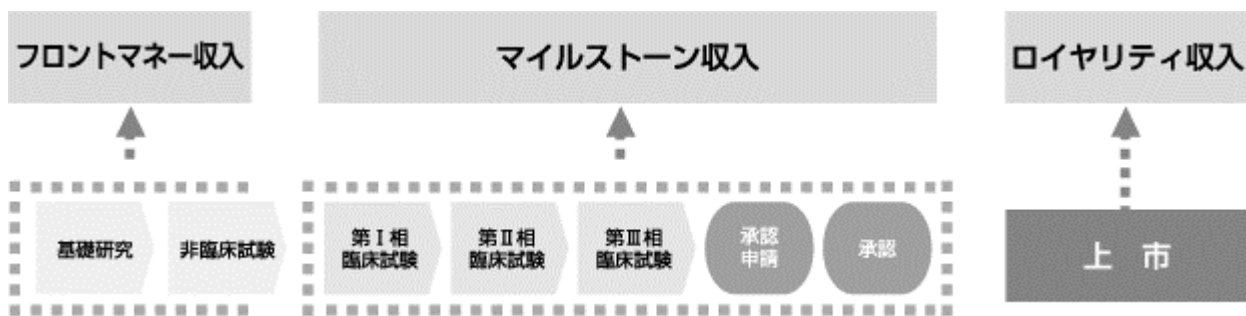 フロントマネー収入
マイルストーン収入
ロイヤリティ収入
基礎研究
非臨床試験
第Ⅰ相
臨床試験
第Ⅱ相
臨床試験
第Ⅲ相
臨床試験
承認
申請
承認
上 市